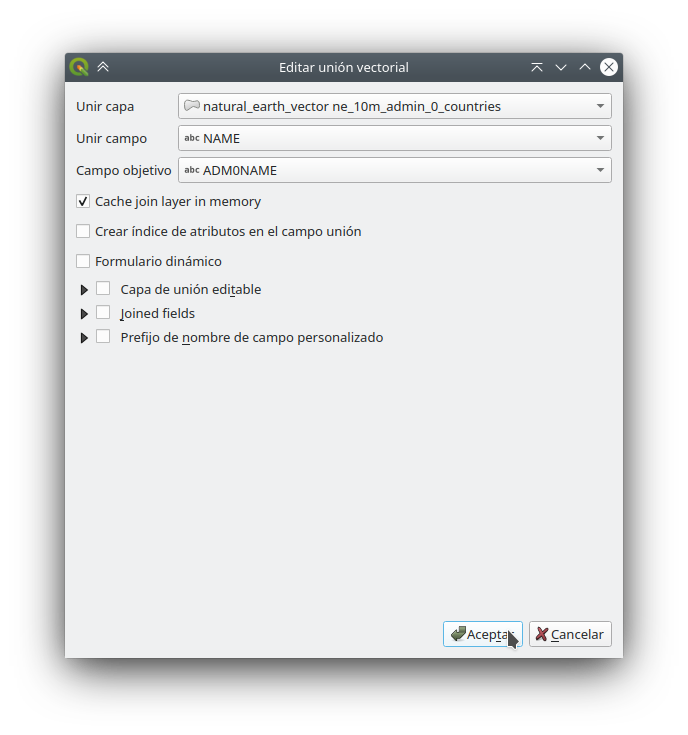 Editar unión vectorial
Unir capa natural_earth_vector ne_10m_admin_0_countries
Unir campo abc NAME
Campo objetivo abc ADM0NAME
Cache join layer in memory
Crear índice de atributos en el campo unión
Formulario dinámico
Capa de unión editable
Joined fields
Prefijo de nombre de campo personalizado
Aceptar Cancelar